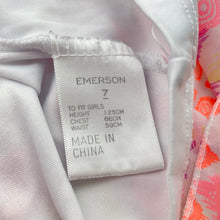 EMERSON
7
TO FIT GIRLS
HEIGHT 125CM
CHEST 66CM
WAIST 59CM
MADE IN
CHINA